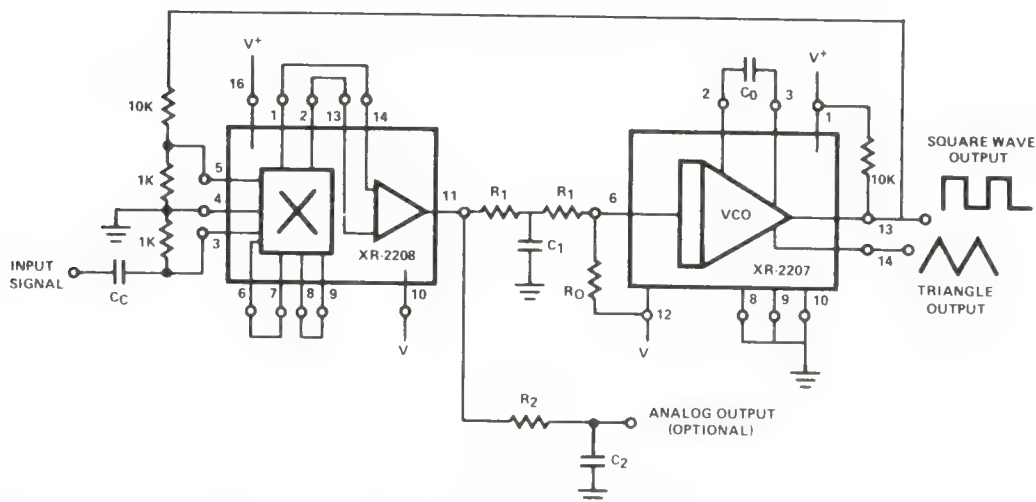 V+
16
1
2
13
14
10K
5
1K
4
3
1K
INPUT
SIGNAL
CC
6
7
8
9
10
V
XR-2208
11
R1
R1
C1
6
RO
12
V
2
CO
3
V+
1
10K
VCO
XR-2207
13
14
8
9
10
SQUARE WAVE
OUTPUT
TRIANGLE
OUTPUT
R2
C2
ANALOG OUTPUT
(OPTIONAL)